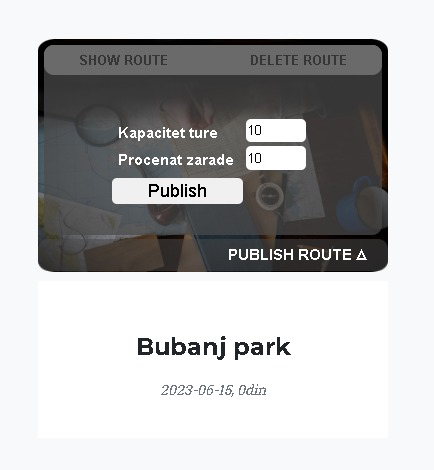 SHOW ROUTE DELETE ROUTE
Kapacitet ture 10
Procenat zarade 10
Publish
PUBLISH ROUTE Δ
Bubanj park
2023-06-15, 0din